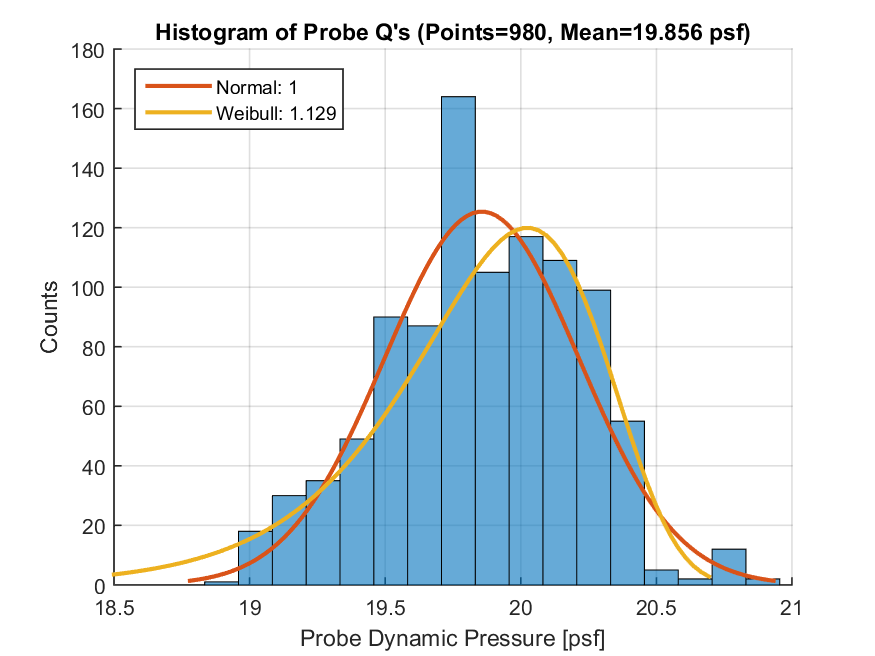 Histogram of Probe Q's (Points=980, Mean=19.856 psf)
180
160
140
120
100
80
60
40
20
0
Counts
Normal: 1
Weibull: 1.129
18.5 19 19.5 20 20.5 21
Probe Dynamic Pressure [psf]